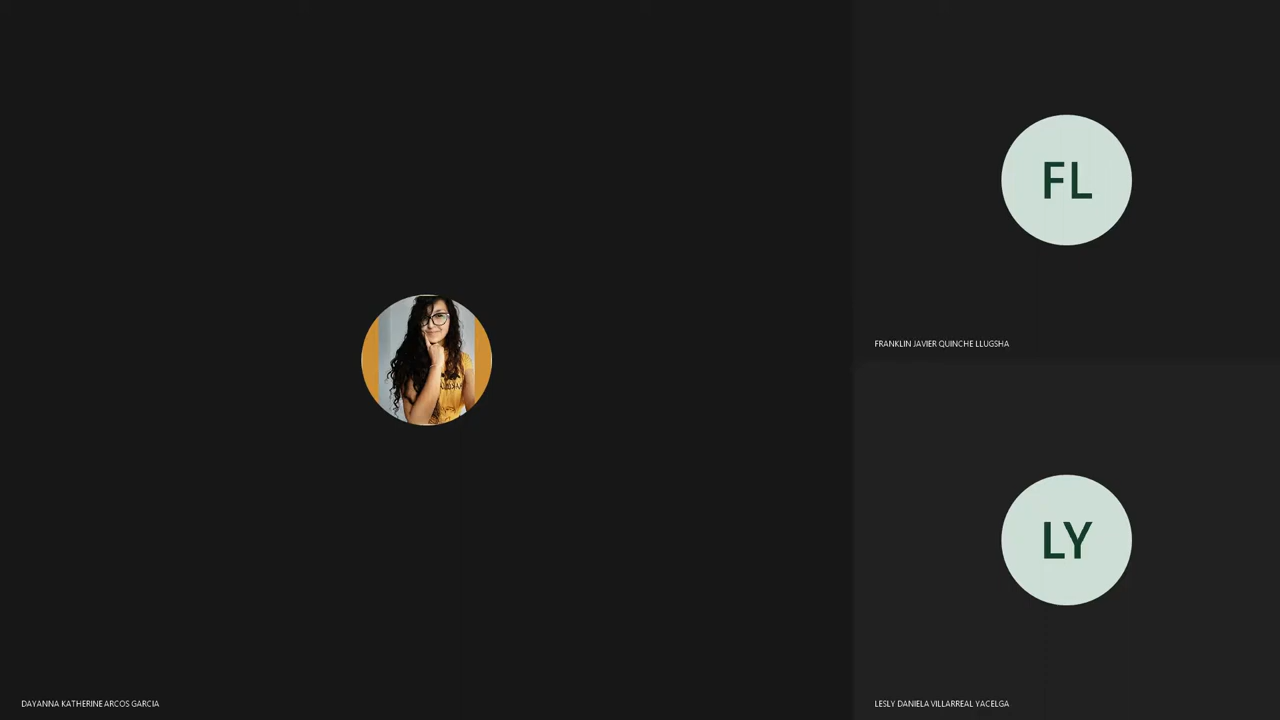 FL
FRANKLIN JAVIER QUINCHE LLUGSHA
LY
DAYANNA KATHERINE ARCOS GARCIA
LESLY DANIELA VILLARREAL YACELGA